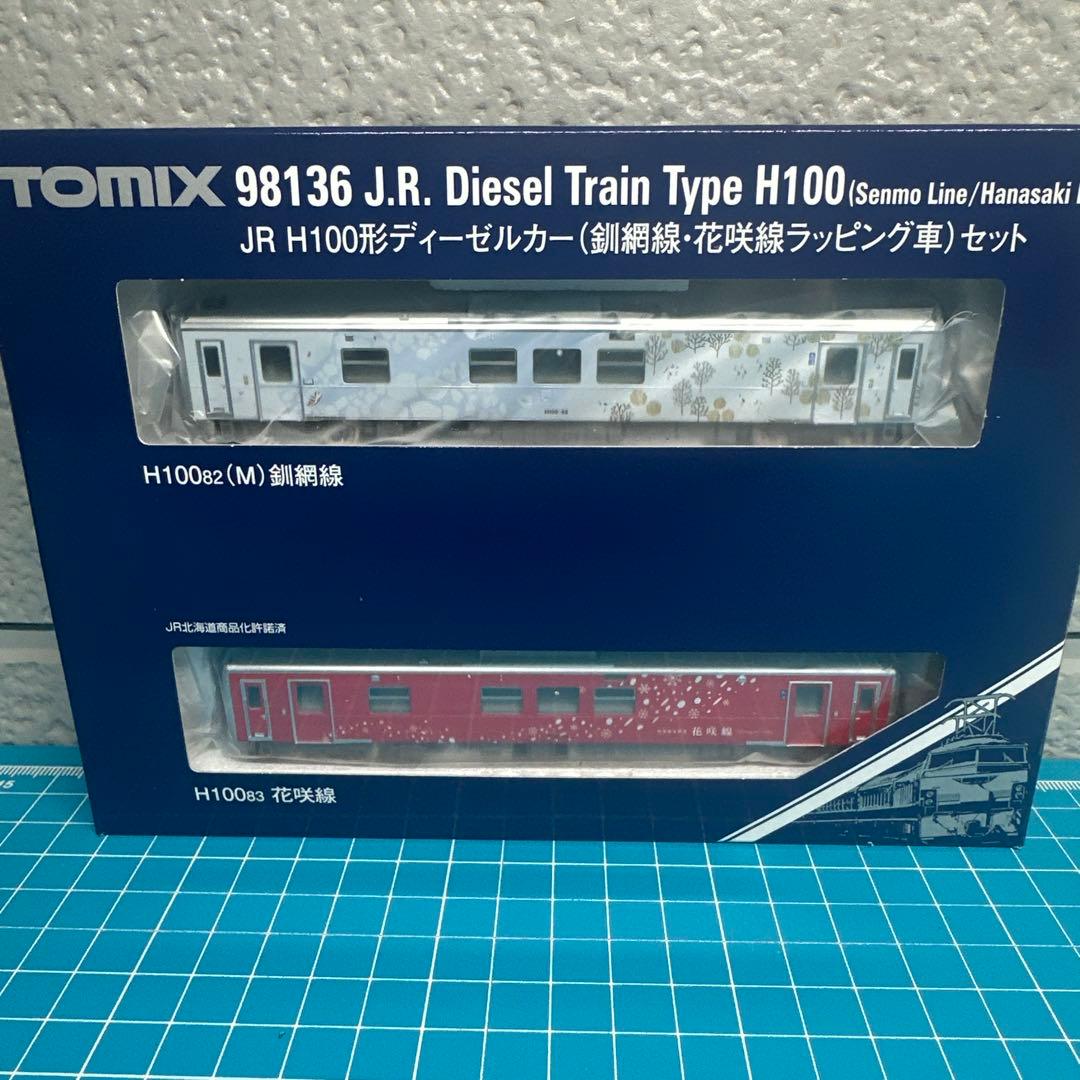 TOMIX 98136 J.R. Diesel Train Type H100 (Senmo Line/Hanasaki
JR H100形ディーゼルカー(釧網線・花咲線ラッピング車)セット
H100 82
H10082(M)釧網線
JR北海道商品化許諾済
花咲線
H10083 花咲線